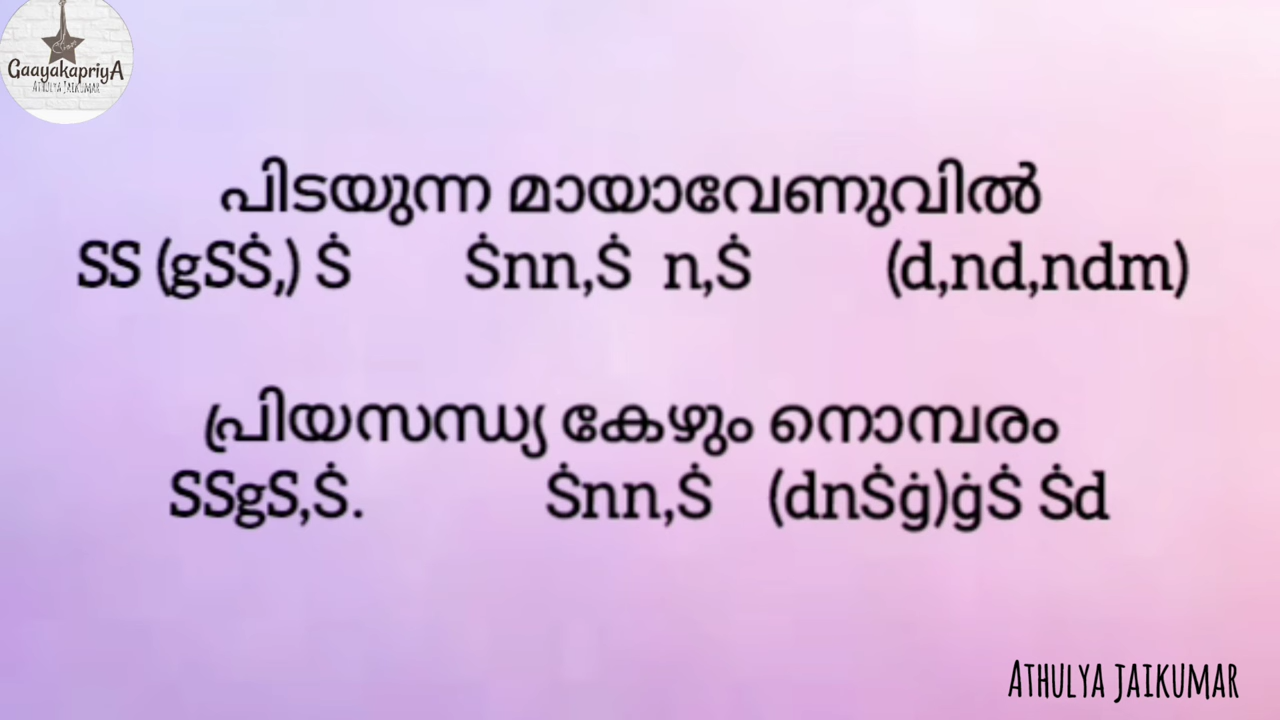 GaayakapriyA
Athulya Jaikumar
പിടയുന്ന മായാവേണുവിൽ
SS (gSṠ,) Ṡ Ṡnn,Ṡ n,Ṡ (d,nd,ndm)
പ്രിയസന്ധ്യ കേഴും നൊമ്പരം
SSgS,Ṡ. Ṡnn,Ṡ (dnṠġ)ġṠ Ṡd
Athulya jaikumar